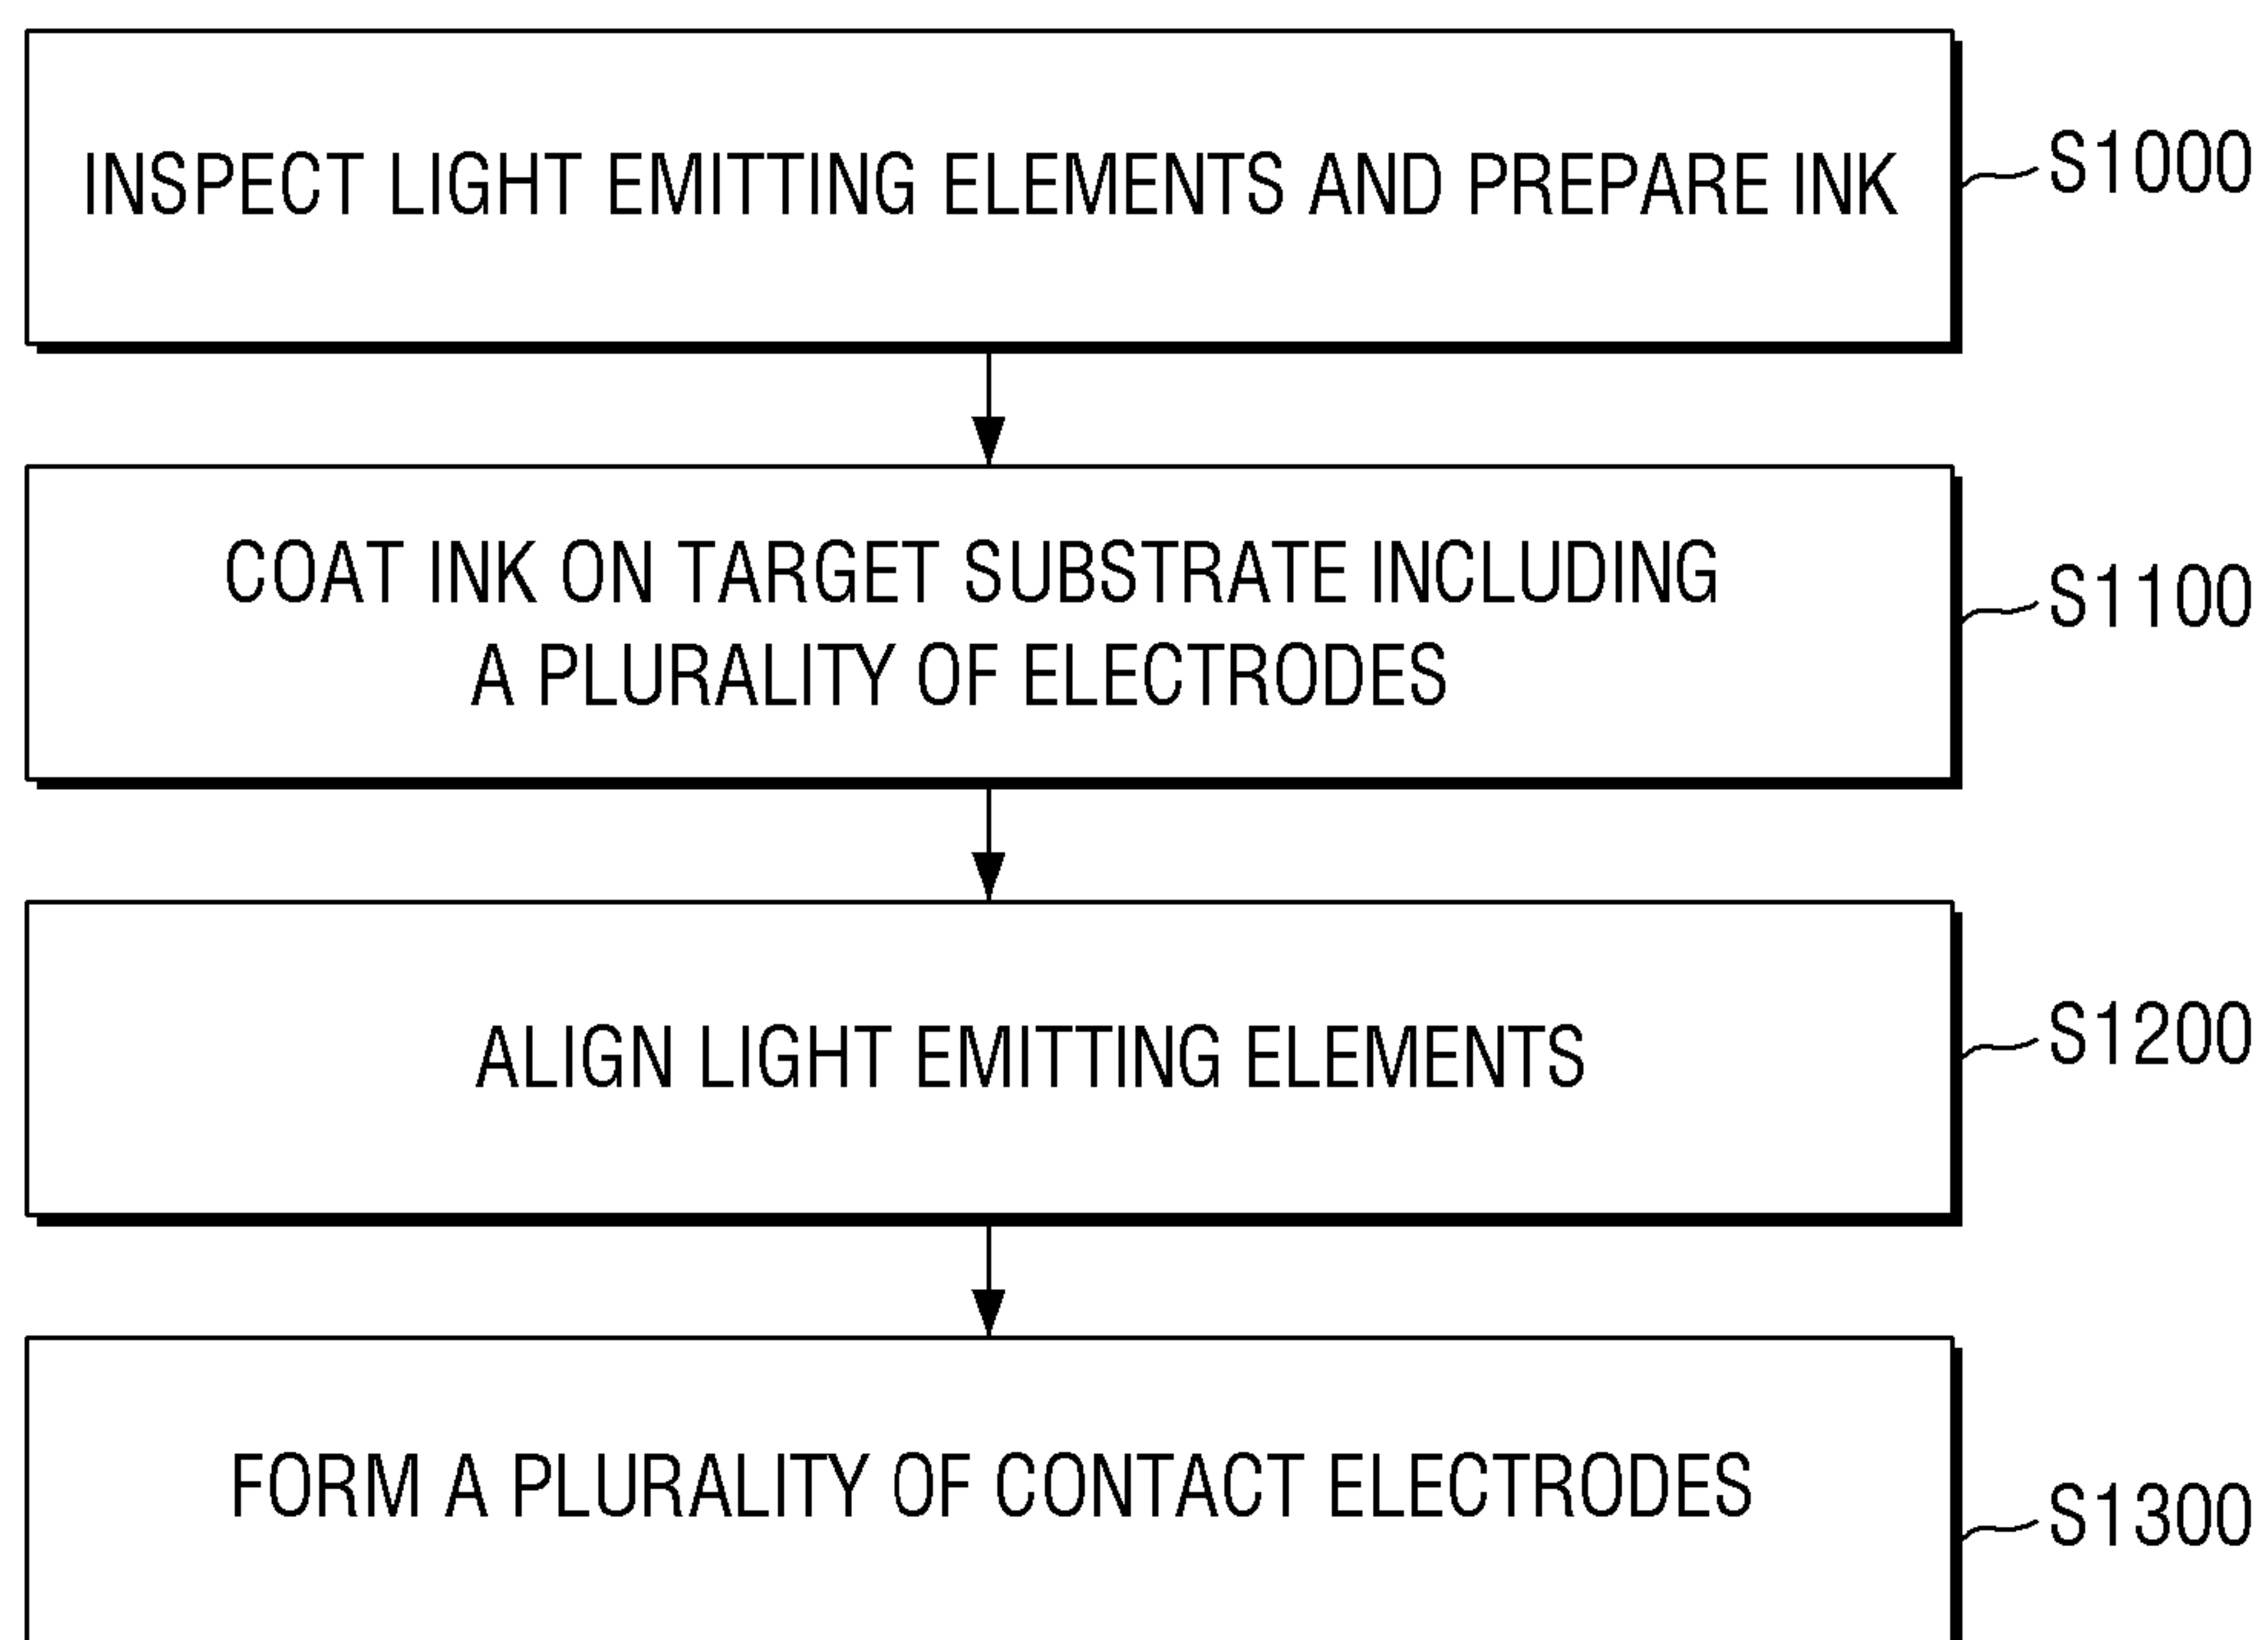 INSPECT LIGHT EMITTING ELEMENTS AND PREPARE INK
S1000
COAT INK ON TARGET SUBSTRATE INCLUDING
A PLURALITY OF ELECTRODES
S1100
ALIGN LIGHT EMITTING ELEMENTS
S1200
FORM A PLURALITY OF CONTACT ELECTRODES
S1300